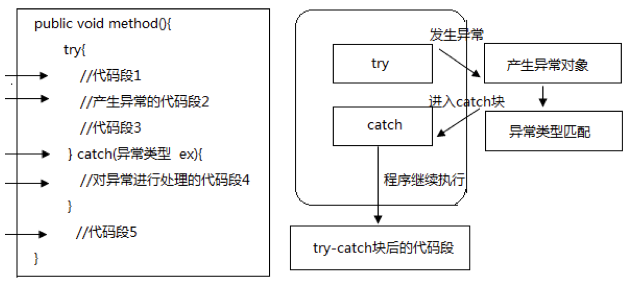 public void method(){
try{
//代码段1
//产生异常的代码段2
//代码段3
} catch(异常类型 ex){
//对异常进行处理的代码段4
}
//代码段5
}
发生异常
try
产生异常对象
进入catch块
catch
异常类型匹配
程序继续执行
try-catch块后的代码段